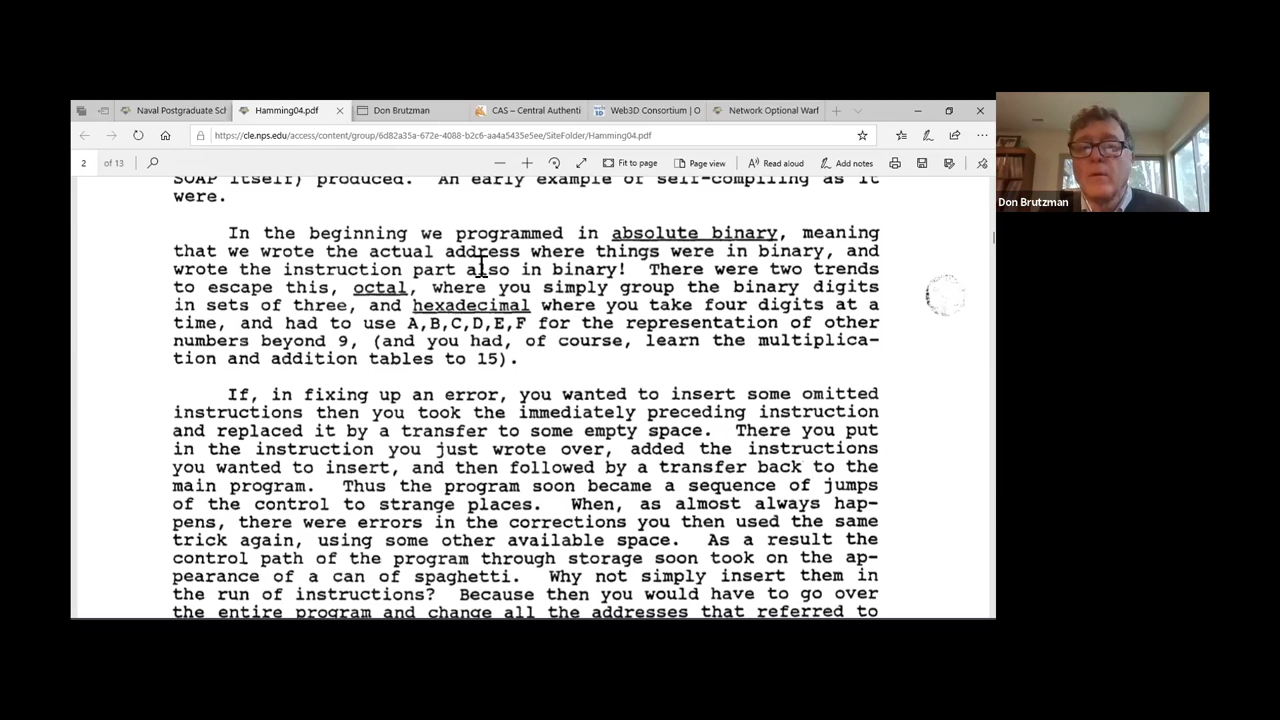 Naval Postgraduate Scl
Hamming04.pdf
Don Brutzman
CAS – Central Authenti
Web3D Consortium | O
Network Optional Warf
https://cle.nps.edu/access/content/group/6d82a35a-672e-4088-b2c6-aa4a5435e5ee/SiteFolder/Hamming04.pdf
2 of 13
Fit to page
Page view
Read aloud
Add notes
SOAP itself) produced. An early example of self-compiling as it
were.
In the beginning we programmed in absolute binary, meaning
that we wrote the actual address where things were in binary, and
wrote the instruction part also in binary! There were two trends
to escape this, octal, where you simply group the binary digits
in sets of three, and hexadecimal where you take four digits at a
time, and had to use A,B,C,D,E,F for the representation of other
numbers beyond 9, (and you had, of course, learn the multiplica-
tion and addition tables to 15).
If, in fixing up an error, you wanted to insert some omitted
instructions then you took the immediately preceding instruction
and replaced it by a transfer to some empty space. There you put
in the instruction you just wrote over, added the instructions
you wanted to insert, and then followed by a transfer back to the
main program. Thus the program soon became a sequence of jumps
of the control to strange places. When, as almost always hap-
pens, there were errors in the corrections you then used the same
trick again, using some other available space. As a result the
control path of the program through storage soon took on the ap-
pearance of a can of spaghetti. Why not simply insert them in
the run of instructions? Because then you would have to go over
the entire program and change all the addresses that referred to
Don Brutzman